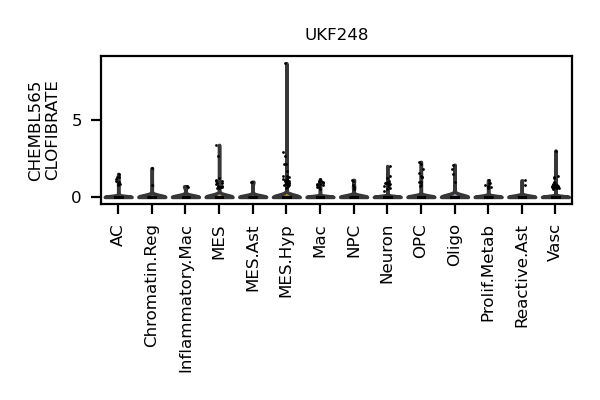 UKF248
CHEMBL565
CLOFIBRATE
5
0
AC
Chromatin.Reg
Inflammatory.Mac
MES
MES.Ast
MES.Hyp
Mac
NPC
Neuron
OPC
Oligo
Prolif.Metab
Reactive.Ast
Vasc